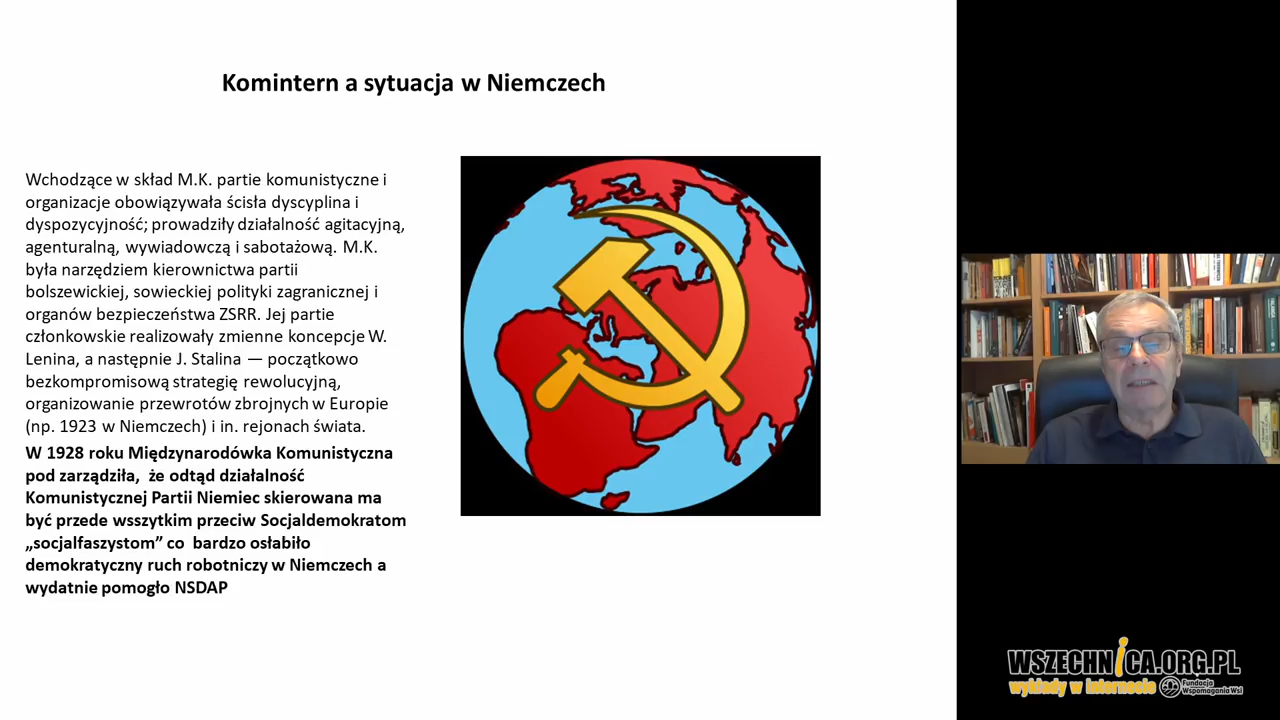 Komintern a sytuacja w Niemczech
Wchodzące w skład M.K. partie komunistyczne i
organizacje obowiązywała ścisła dyscyplina i
dyspozycyjność; prowadziły działalność agitacyjną,
agenturalną, wywiadowczą i sabotażową. M.K.
była narzędziem kierownictwa partii
bolszewickiej, sowieckiej polityki zagranicznej i
organów bezpieczeństwa ZSRR. Jej partie
członkowskie realizowały zmienne koncepcje W.
Lenina, a następnie J. Stalina — początkowo
bezkompromisową strategię rewolucyjną,
organizowanie przewrotów zbrojnych w Europie
(np. 1923 w Niemczech) i in. rejonach świata.
W 1928 roku Międzynarodówka Komunistyczna
pod zarządziła, że odtąd działalność
Komunistycznej Partii Niemiec skierowana ma
być przede wsszytkim przeciw Socjaldemokratom
„socjalfaszystom” co bardzo osłabiło
demokratyczny ruch robotniczy w Niemczech a
wydatnie pomogło NSDAP
WSZECHNICA.ORG.PL
wykłady w internecie
Fundacja
Wspomagania Wsi